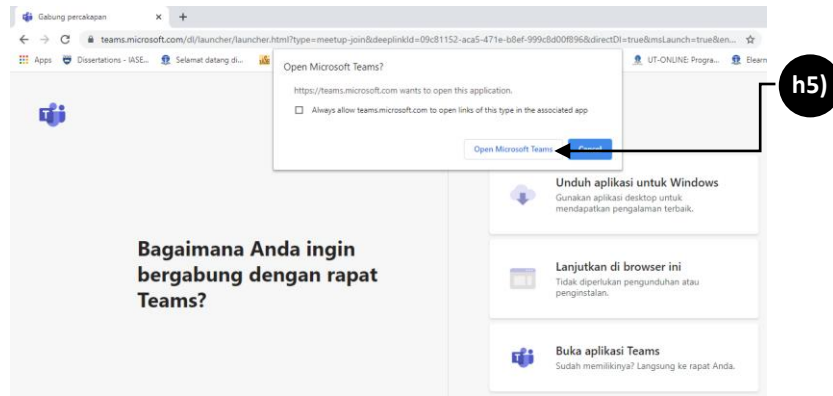 Gabung percakapan
teams.microsoft.com/dl/launcher/launcher.html?type=meetup-join&deeplinkId=09c81152-aca5-471e-b8ef-999c8d00f896&directDl=true&msLaunch=true&en...
Apps Dissertations - IASE... Selamat datang di... UT-ONLINE: Progra... Elearn
Open Microsoft Teams?
https://teams.microsoft.com wants to open this application.
Always allow teams.microsoft.com to open links of this type in the associated app
Open Microsoft Teams Cancel
h5)
Unduh aplikasi untuk Windows
Gunakan aplikasi desktop untuk
mendapatkan pengalaman terbaik.
Bagaimana Anda ingin
bergabung dengan rapat
Teams?
Lanjutkan di browser ini
Tidak diperlukan pengunduhan atau
penginstalan.
Buka aplikasi Teams
Sudah memilikinya? Langsung ke rapat Anda.